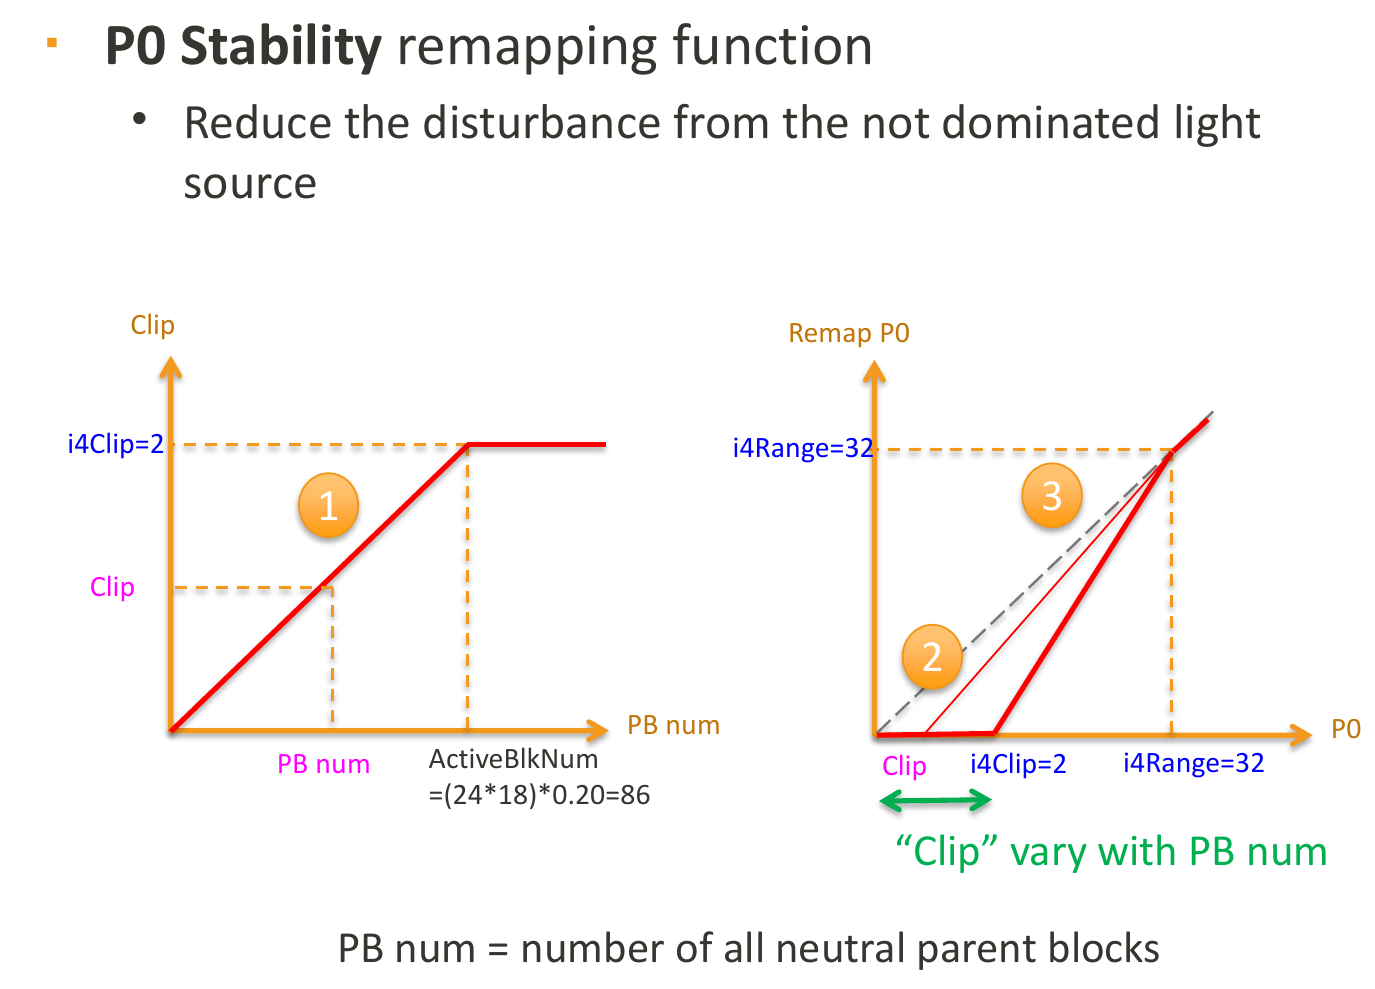 ▪ P0 Stability remapping function
• Reduce the disturbance from the not dominated light
source
Clip
i4Clip=2
1
Clip
PB num
PB num
ActiveBlkNum
=(24*18)*0.20=86
Remap P0
i4Range=32
3
2
P0
Clip
i4Clip=2
i4Range=32
“Clip” vary with PB num
PB num = number of all neutral parent blocks